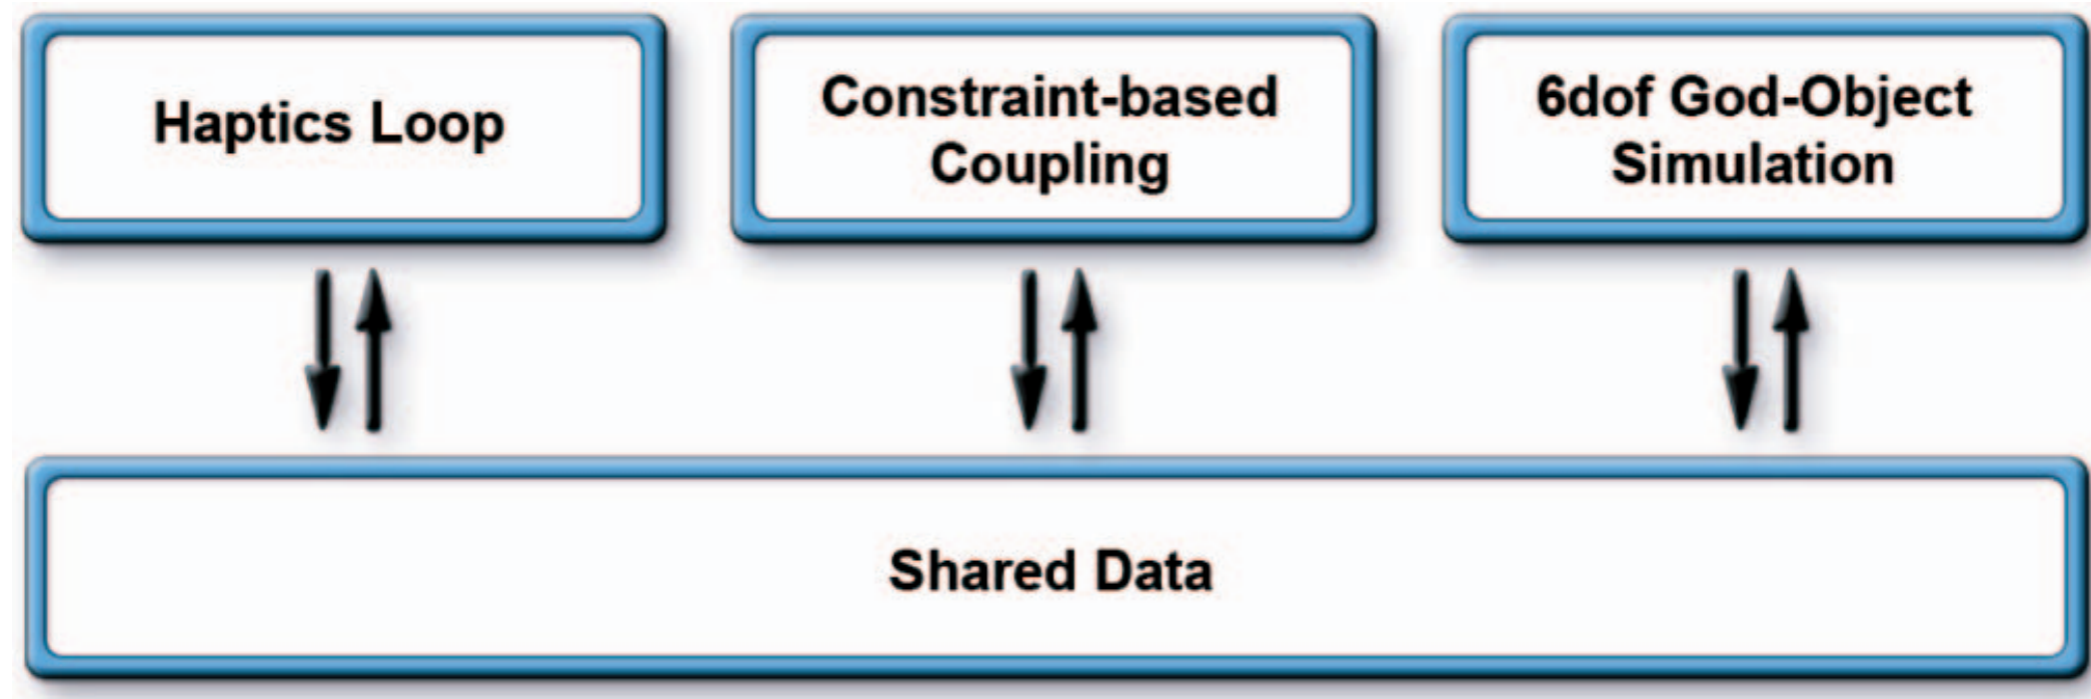 Haptics Loop
Constraint-based
Coupling
6dof God-Object
Simulation
Shared Data